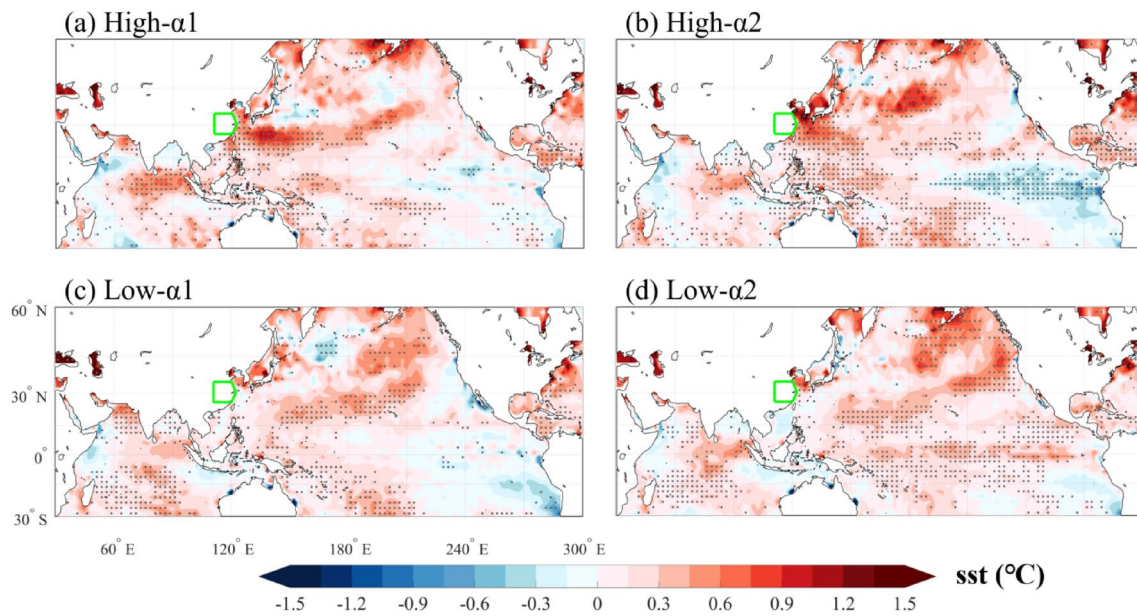 (a) High-α1
(b) High-α2
(c) Low-α1
(d) Low-α2
60° N
30° N
0°
30° S
60° E
120° E
180° E
240° E
300° E
sst (°C)
-1.5 -1.2 -0.9 -0.6 -0.3 0 0.3 0.6 0.9 1.2 1.5